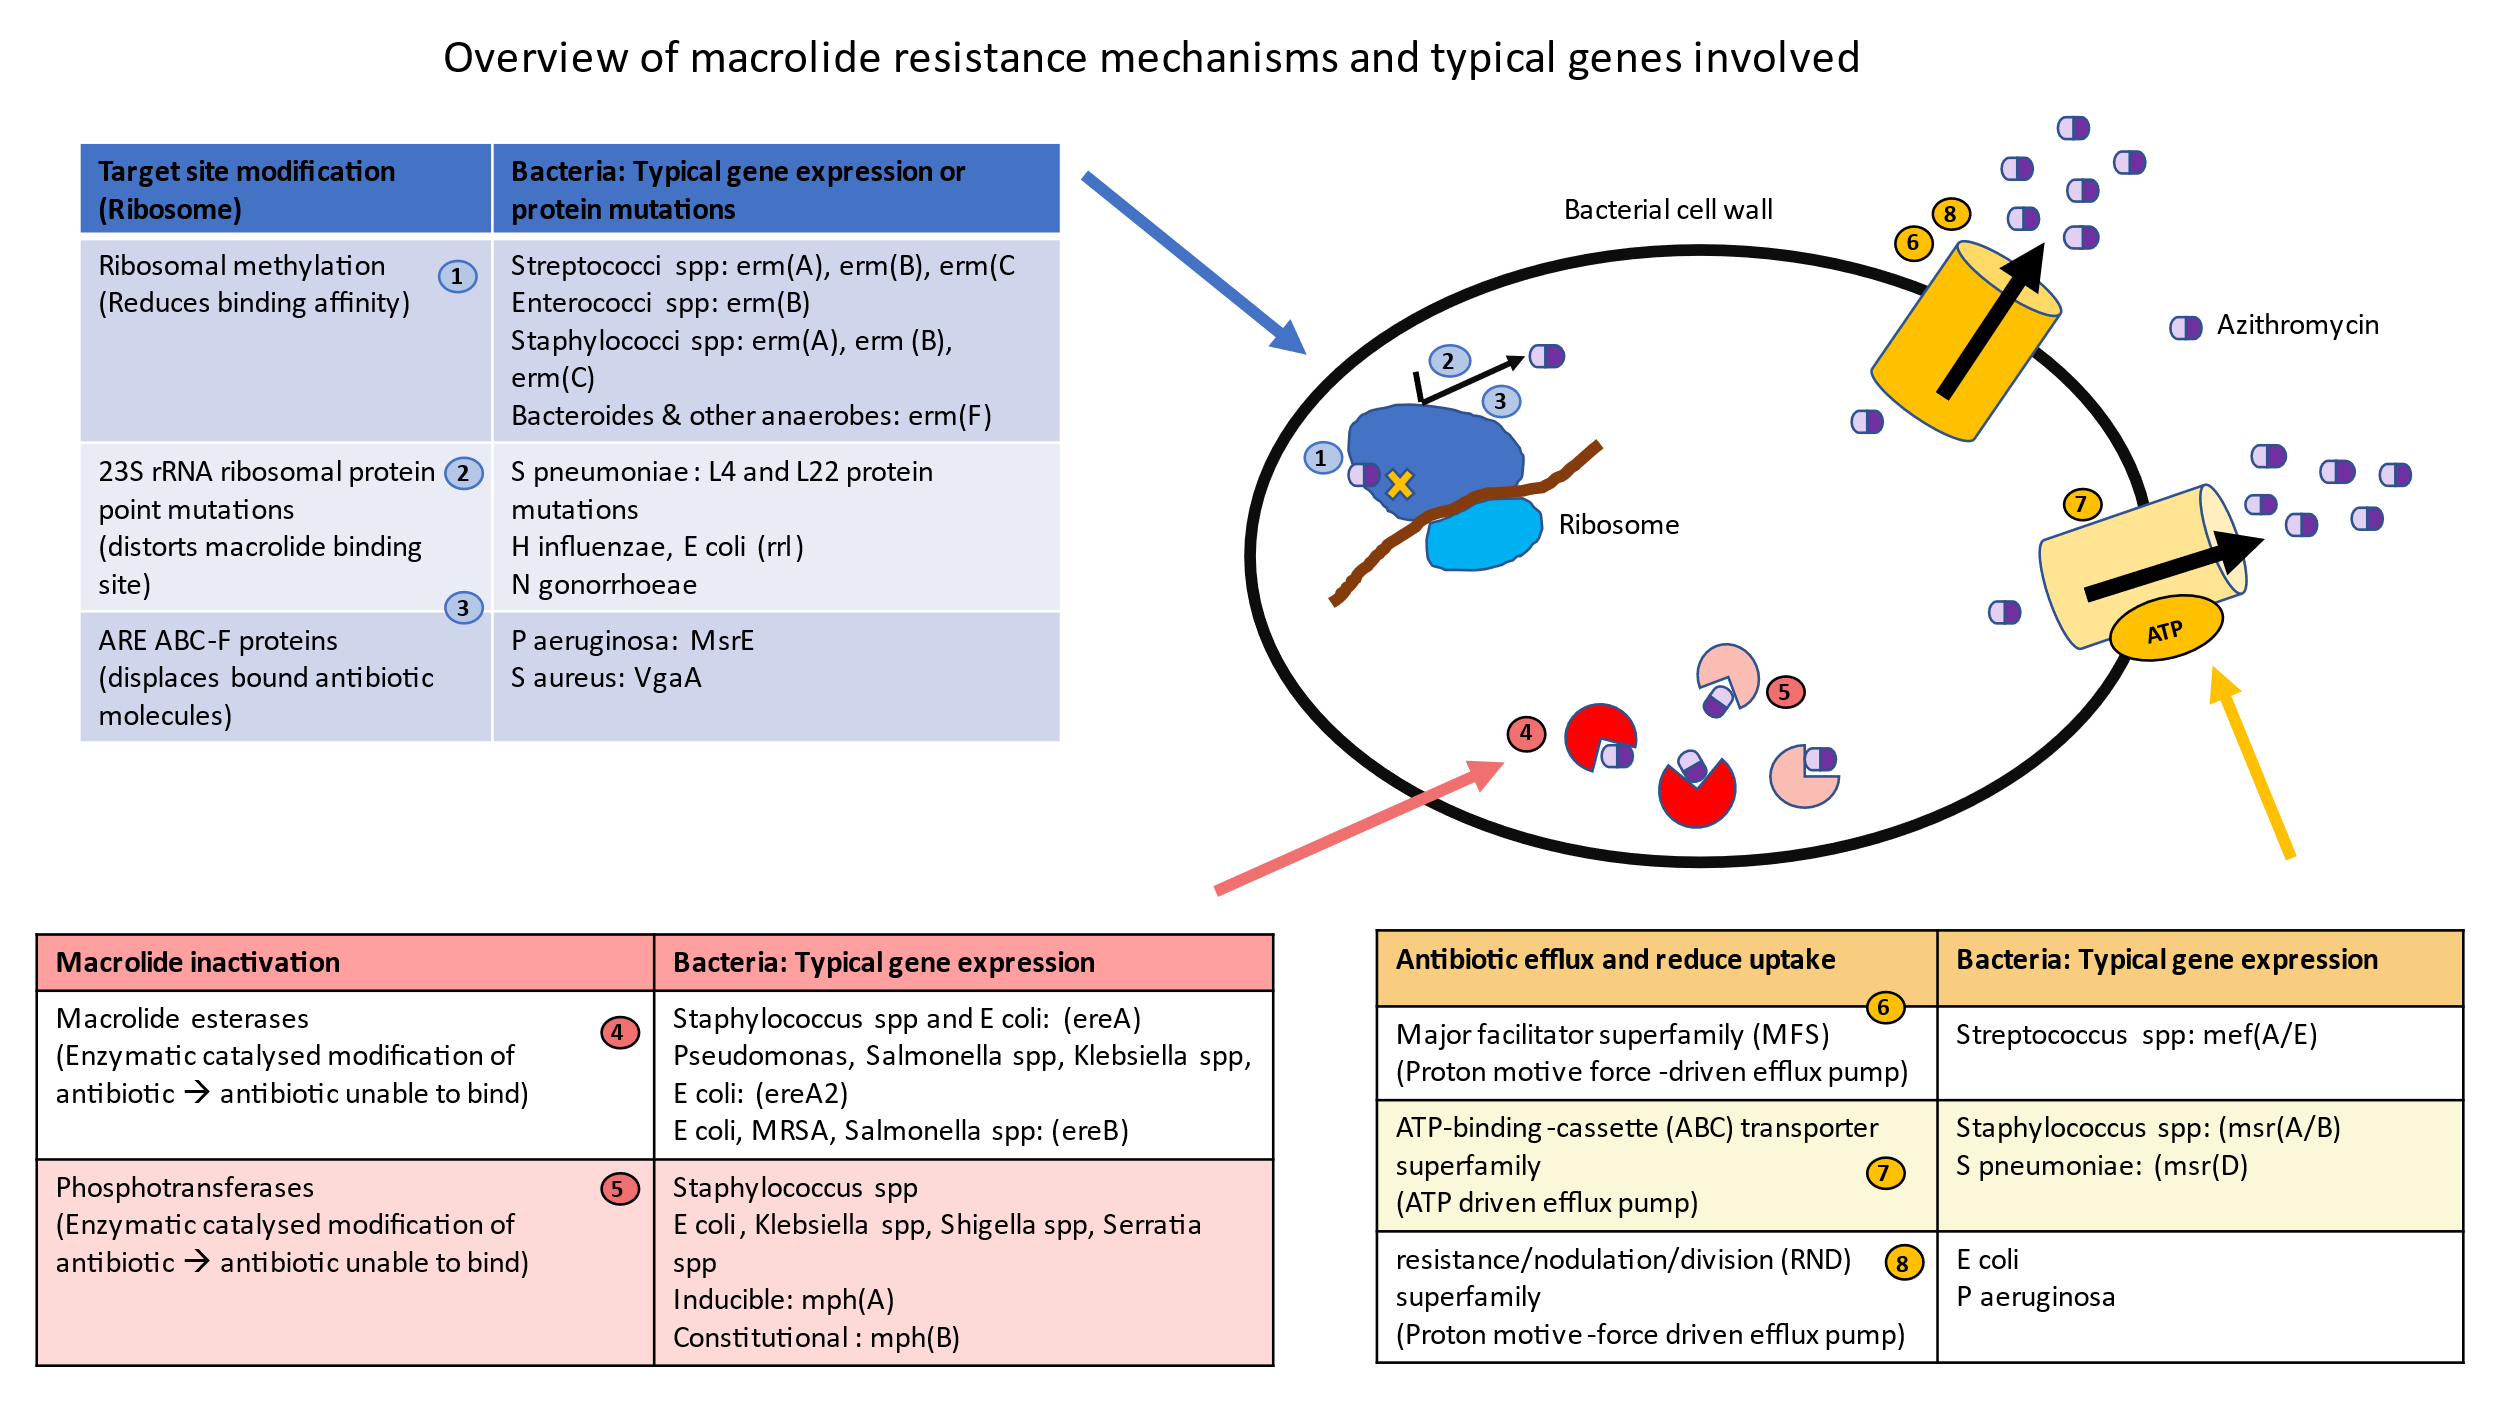 Overview of macrolide resistance mechanisms and typical genes involved
Target site modification
(Ribosome)
Bacteria: Typical gene expression or
protein mutations
Ribosomal methylation
(Reduces binding affinity)
1
Streptococci spp: erm(A), erm(B), erm(C
Enterococci spp: erm(B)
Staphylococci spp: erm(A), erm (B),
erm(C)
Bacteroides & other anaerobes: erm(F)
23S rRNA ribosomal protein
point mutations
(distorts macrolide binding
site)
2
S pneumoniae : L4 and L22 protein
mutations
H influenzae, E coli (rrl)
N gonorrhoeae
3
ARE ABC-F proteins
(displaces bound antibiotic
molecules)
P aeruginosa: MsrE
S aureus: VgaA
Bacterial cell wall
8
6
Azithromycin
2
3
1
Ribosome
7
ATP
5
4
Macrolide inactivation
Bacteria: Typical gene expression
Macrolide esterases
(Enzymatic catalysed modification of
antibiotic → antibiotic unable to bind)
4
Staphylococcus spp and E coli: (ereA)
Pseudomonas, Salmonella spp, Klebsiella spp,
E coli: (ereA2)
E coli, MRSA, Salmonella spp: (ereB)
Phosphotransferases
(Enzymatic catalysed modification of
antibiotic → antibiotic unable to bind)
5
Staphylococcus spp
E coli , Klebsiella spp, Shigella spp, Serratia
spp
Inducible: mph(A)
Constitutional : mph(B)
Antibiotic efflux and reduce uptake
Bacteria: Typical gene expression
6
Major facilitator superfamily (MFS)
(Proton motive force -driven efflux pump)
Streptococcus spp: mef(A/E)
ATP-binding -cassette (ABC) transporter
superfamily
(ATP driven efflux pump)
7
Staphylococcus spp: (msr(A/B)
S pneumoniae: (msr(D)
resistance/nodulation/division (RND)
superfamily
(Proton motive -force driven efflux pump)
8
E coli
P aeruginosa